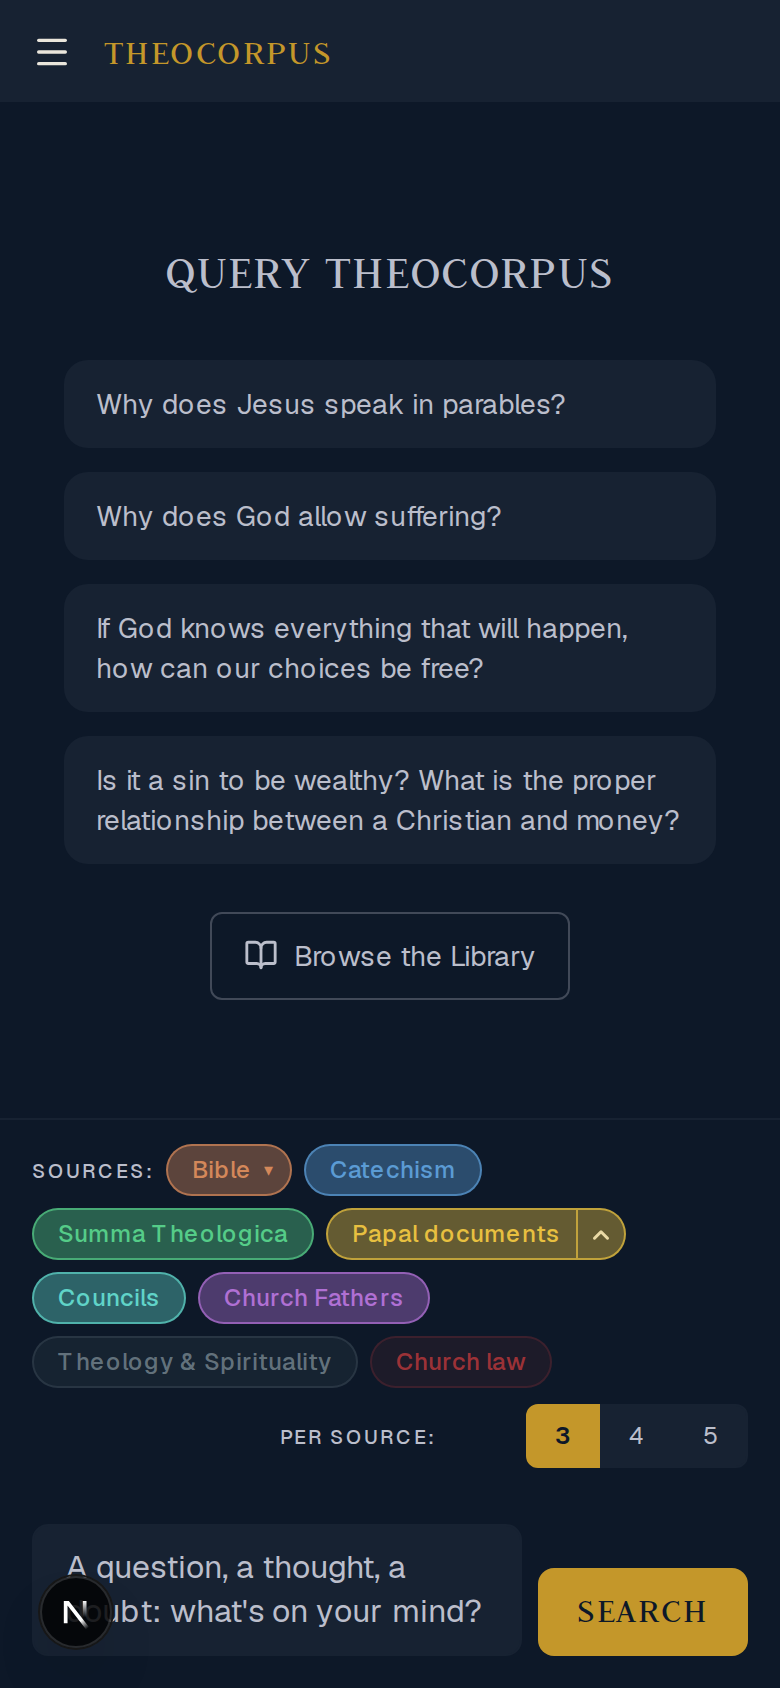 THEOCORPUS
QUERY THEOCORPUS
Why does Jesus speak in parables?
Why does God allow suffering?
If God knows everything that will happen,
how can our choices be free?
Is it a sin to be wealthy? What is the proper
relationship between a Christian and money?
Browse the Library
SOURCES: Bible ▾ Catechism
Summa Theologica Papal documents
Councils Church Fathers
Theology & Spirituality Church law
PER SOURCE: 3 4 5
A question, a thought, a
doubt: what's on your mind?
N
SEARCH